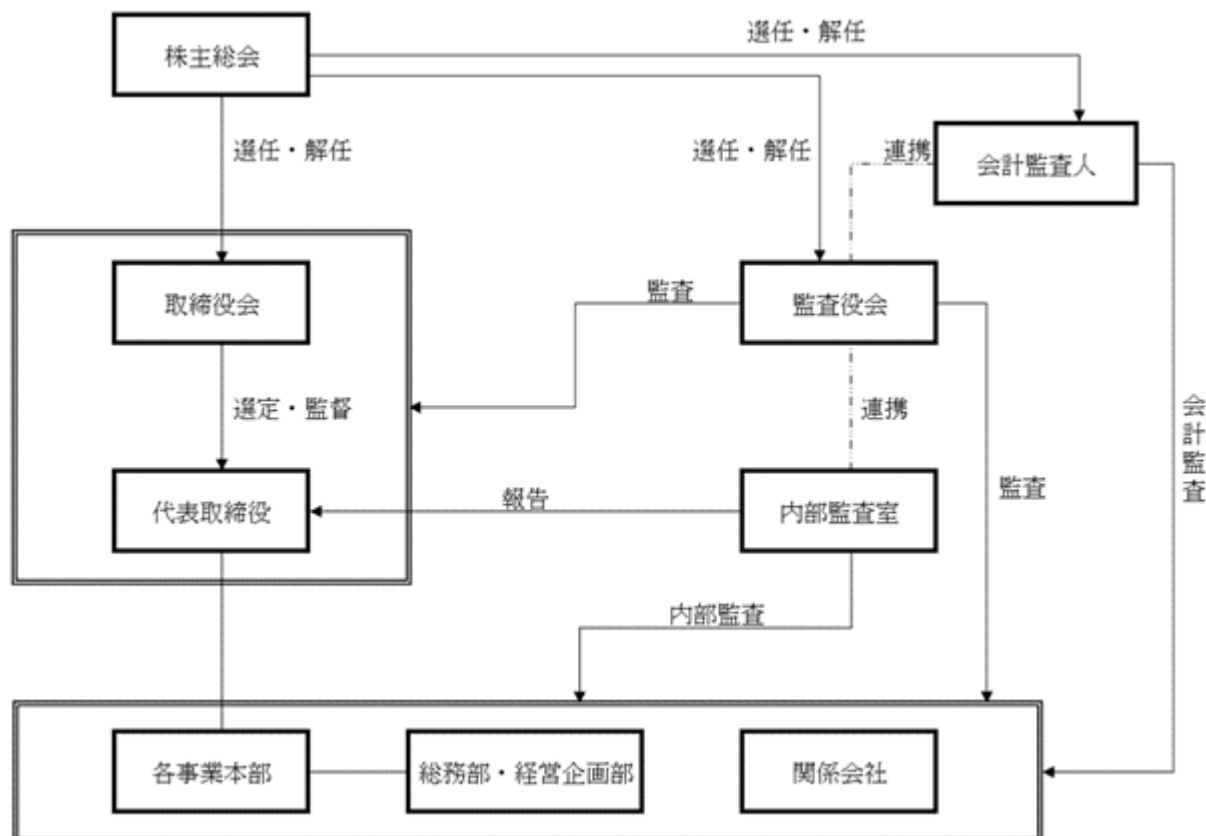 選任・解任
株主総会
選任・解任
選任・解任
連携
会計監査人
取締役会
監査
監査役会
選定・監督
連携
会計監査
代表取締役
報告
内部監査室
監査
内部監査
各事業本部
総務部・経営企画部
関係会社